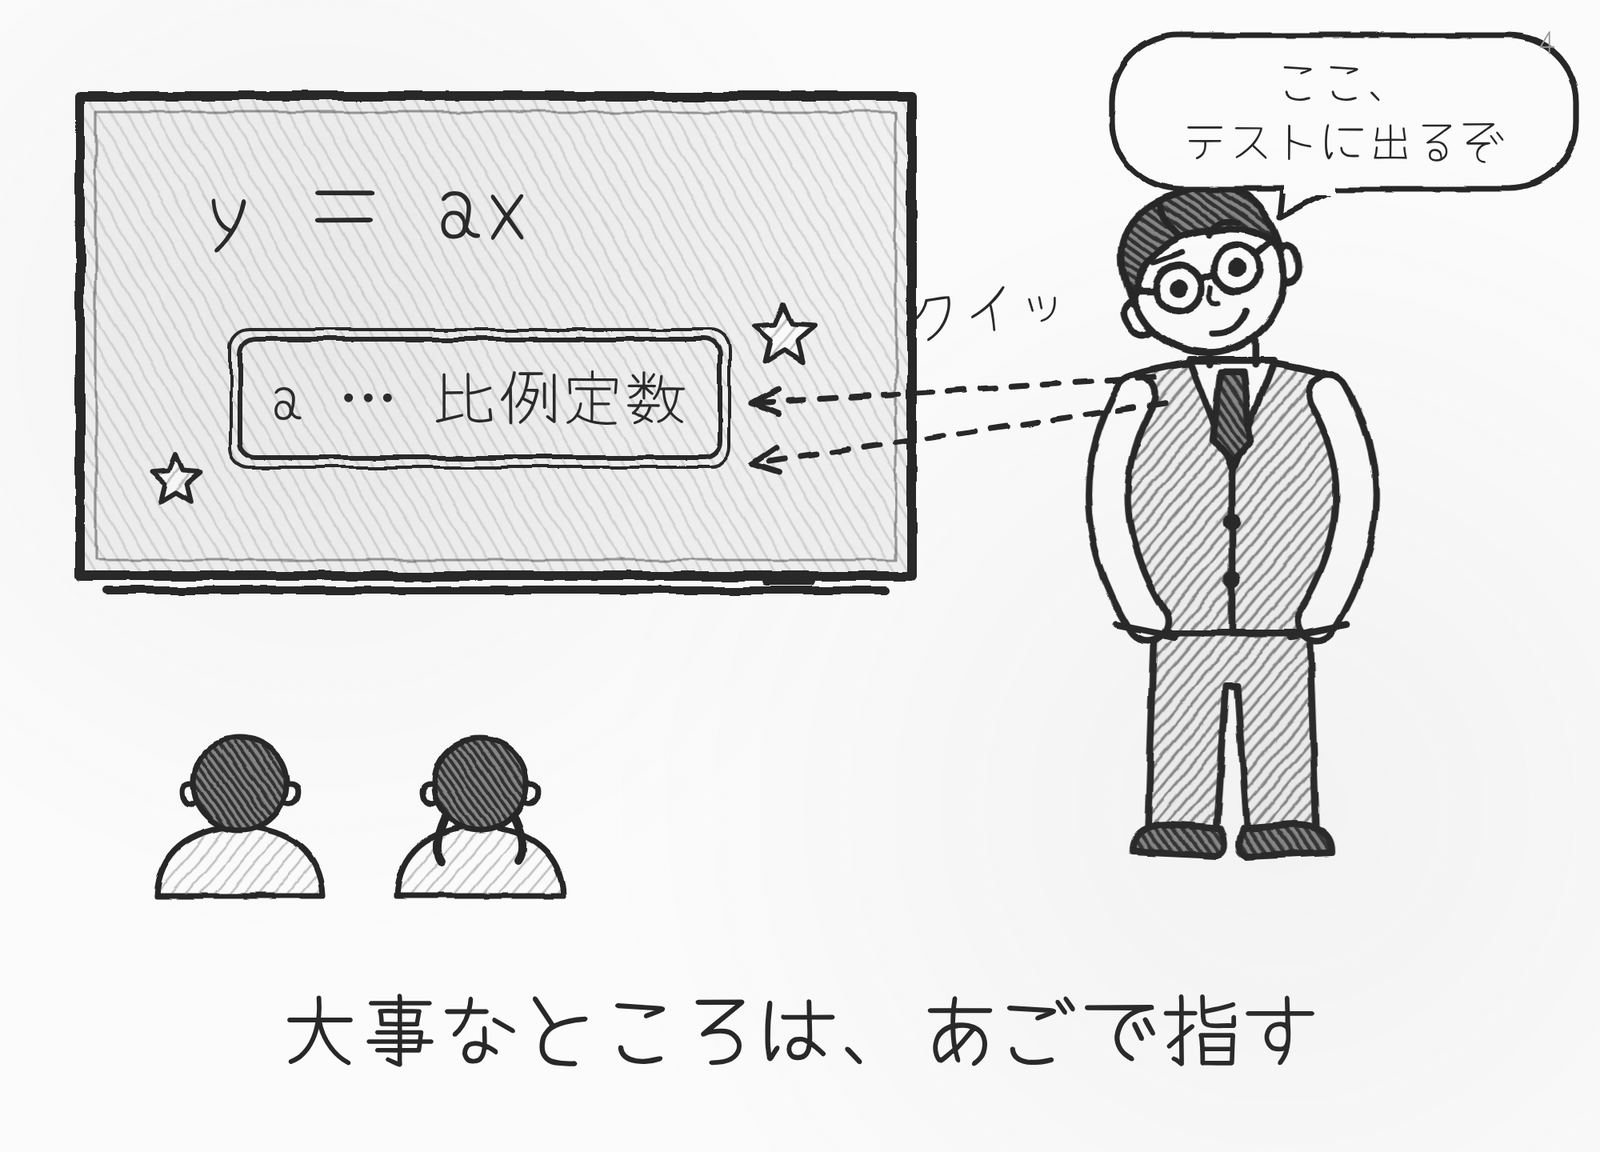 ここ、
テストに出るぞ
4
y = ax
クイッ
a … 比例定数
大事なところは、あごで指す